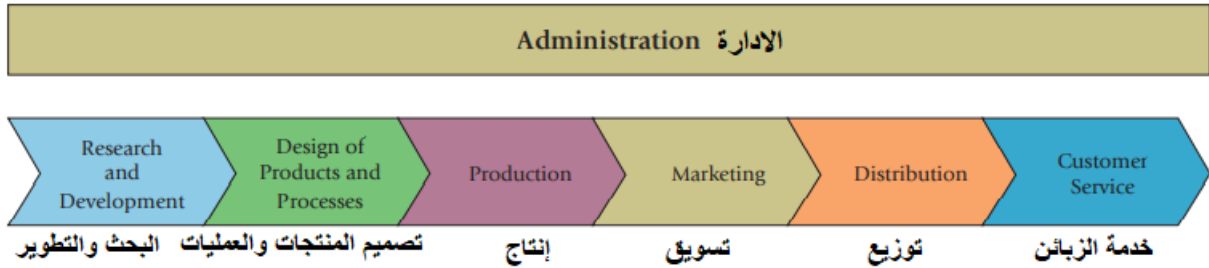 Administration الادارة
Research
and
Development
Design of
Products and
Processes
Production
Marketing
Distribution
Customer
Service
البحث والتطوير
تصميم المنتجات والعمليات
إنتاج
تسويق
توزيع
خدمة الزبائن